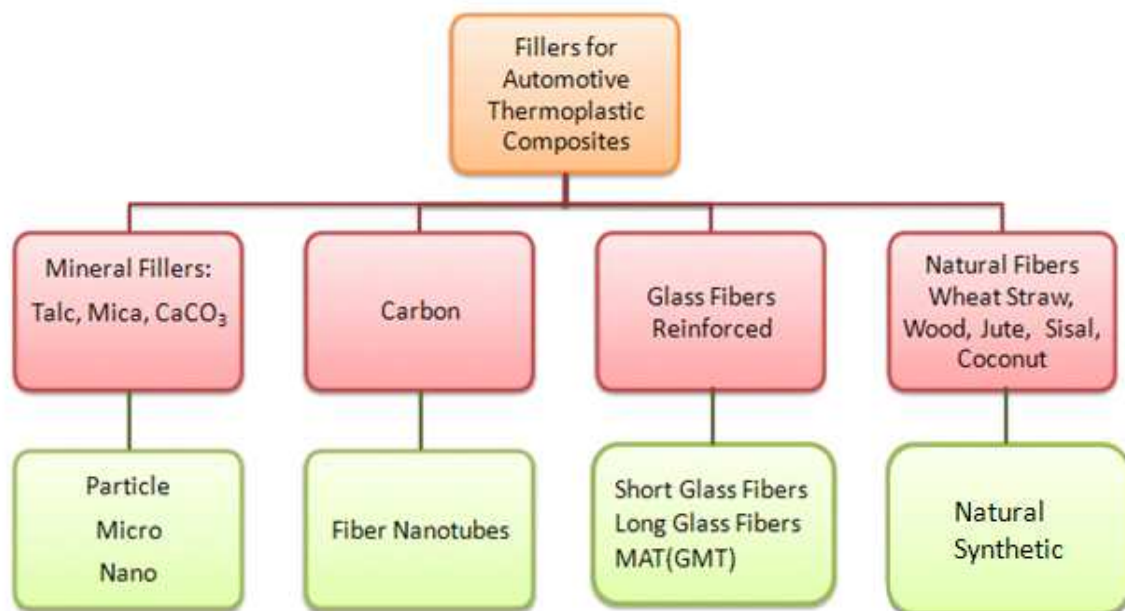 Fillers for
Automotive
Thermoplastic
Composites
Mineral Fillers:
Talc, Mica, CaCO₃
Carbon
Glass Fibers
Reinforced
Natural Fibers
Wheat Straw,
Wood, Jute, Sisal,
Coconut
Particle
Micro
Nano
Fiber Nanotubes
Short Glass Fibers
Long Glass Fibers
MAT(GMT)
Natural
Synthetic